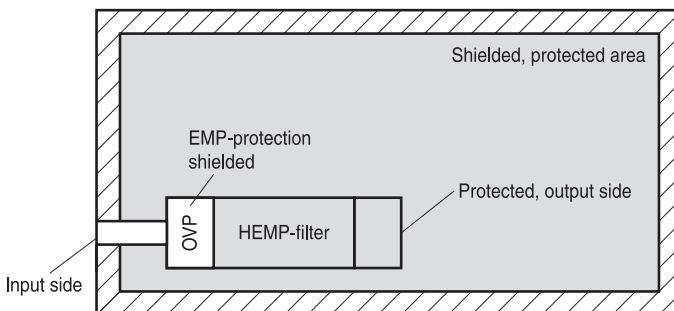 Shielded, protected area
EMP-protection
shielded
Protected, output side
OVP
HEMP-filter
Input side